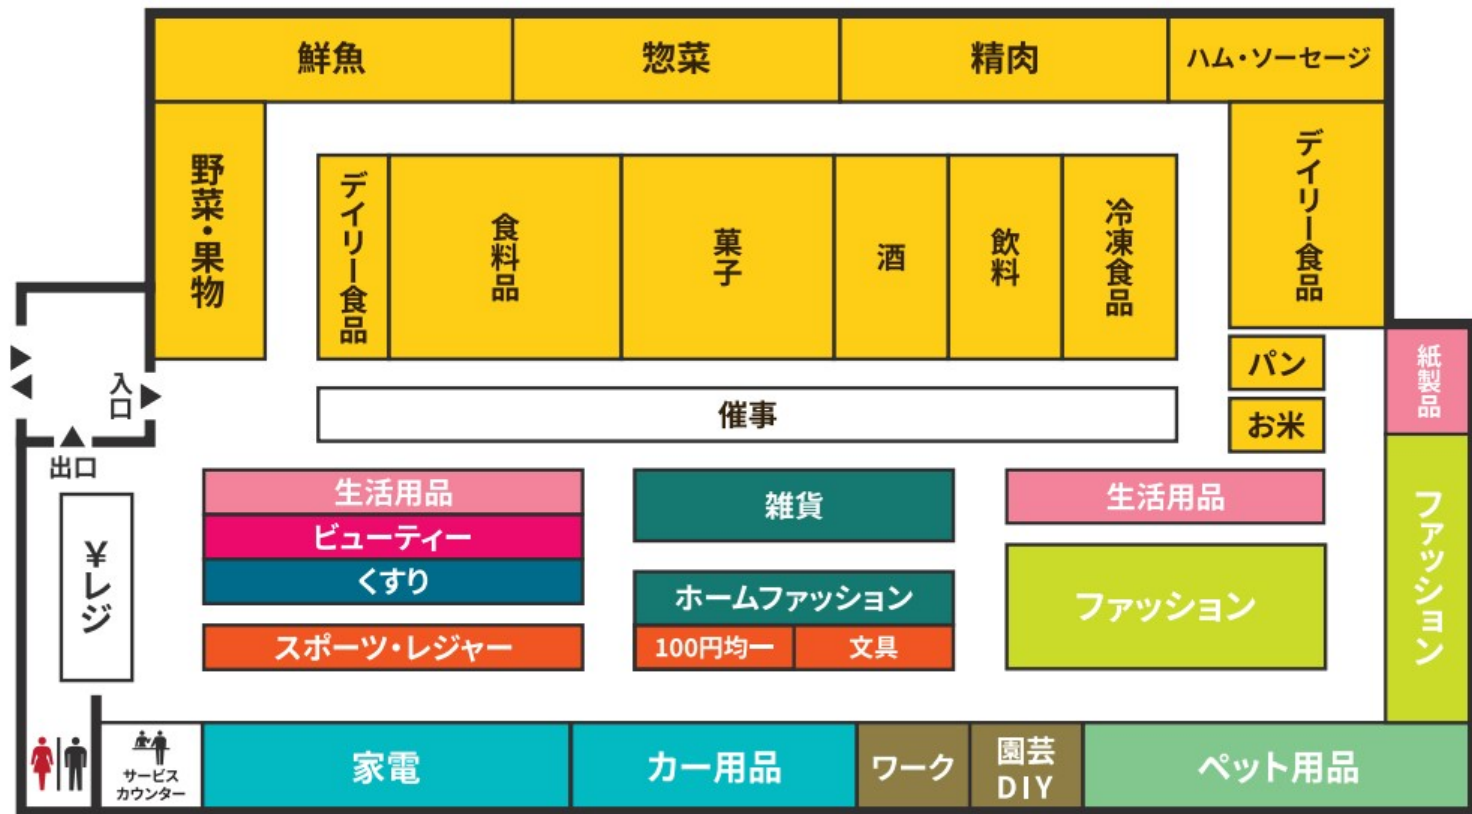 鮮魚
惣菜
精肉
ハム・ソーセージ
野菜・果物
デイリー食品
食料品
菓子
酒
飲料
冷凍食品
デイリー食品
パン
お米
紙製品
入口
出口
催事
¥レジ
生活用品
ビューティー
くすり
スポーツ・レジャー
雑貨
ホームファッション
100円均一
文具
生活用品
ファッション
ファッション
サービス
カウンター
家電
カー用品
ワーク
園芸
DIY
ペット用品